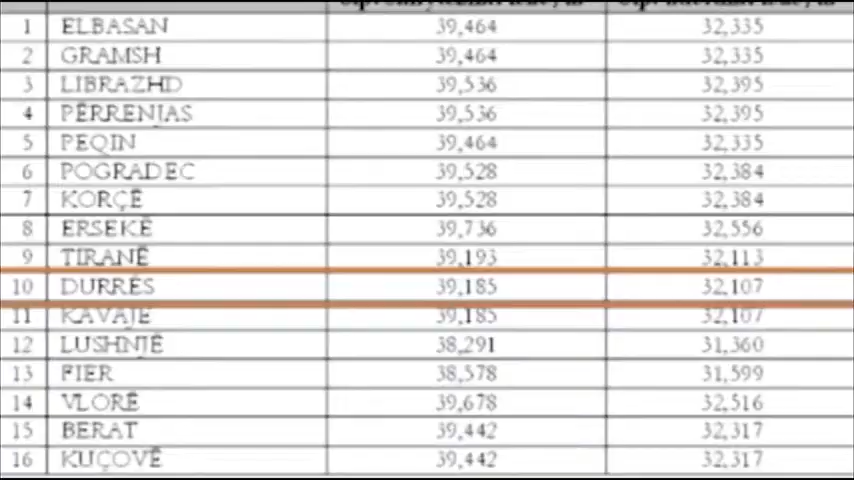 1 ELBASAN 39,464 32,335
2 GRAMSH 39,464 32,335
3 LIBRAZHD 39,536 32,395
4 PËRRENJAS 39,536 32,395
5 PEQIN 39,464 32,335
6 POGRADEC 39,528 32,384
7 KORÇË 39,528 32,384
8 ERSEKË 39,736 32,556
9 TIRANË 39,193 32,113
10 DURRËS 39,185 32,107
11 KAVAJË 39,185 32,107
12 LUSHNJË 38,291 31,360
13 FIER 38,578 31,599
14 VLORË 39,678 32,516
15 BERAT 39,442 32,317
16 KUÇOVË 39,442 32,317